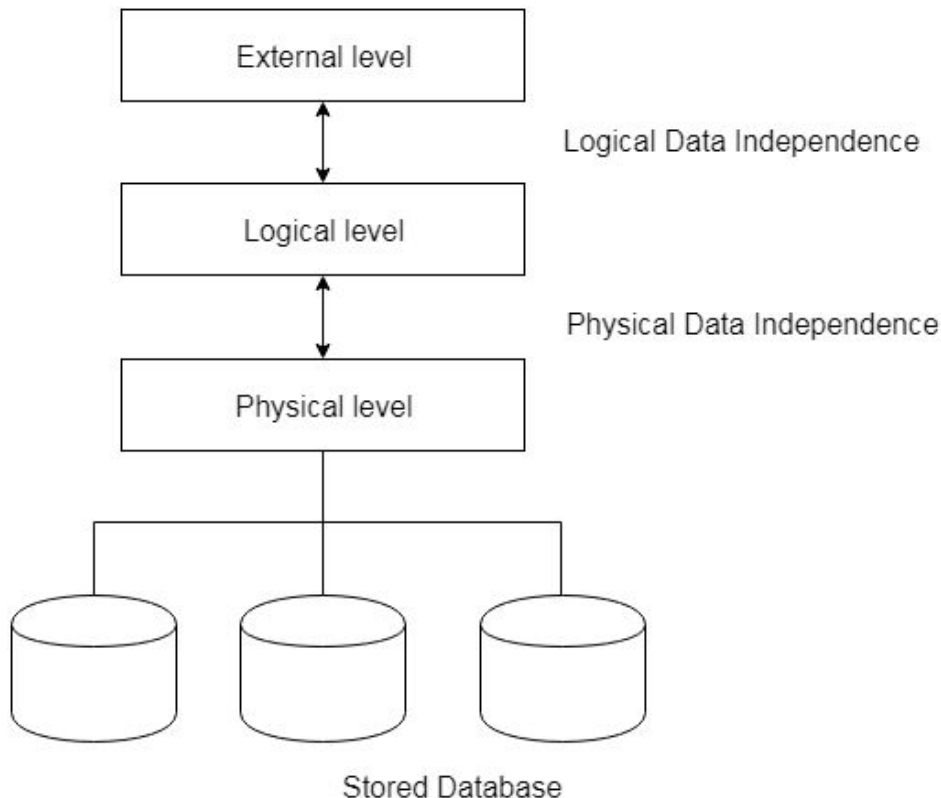 External level
Logical Data Independence
Logical level
Physical Data Independence
Physical level
Stored Database